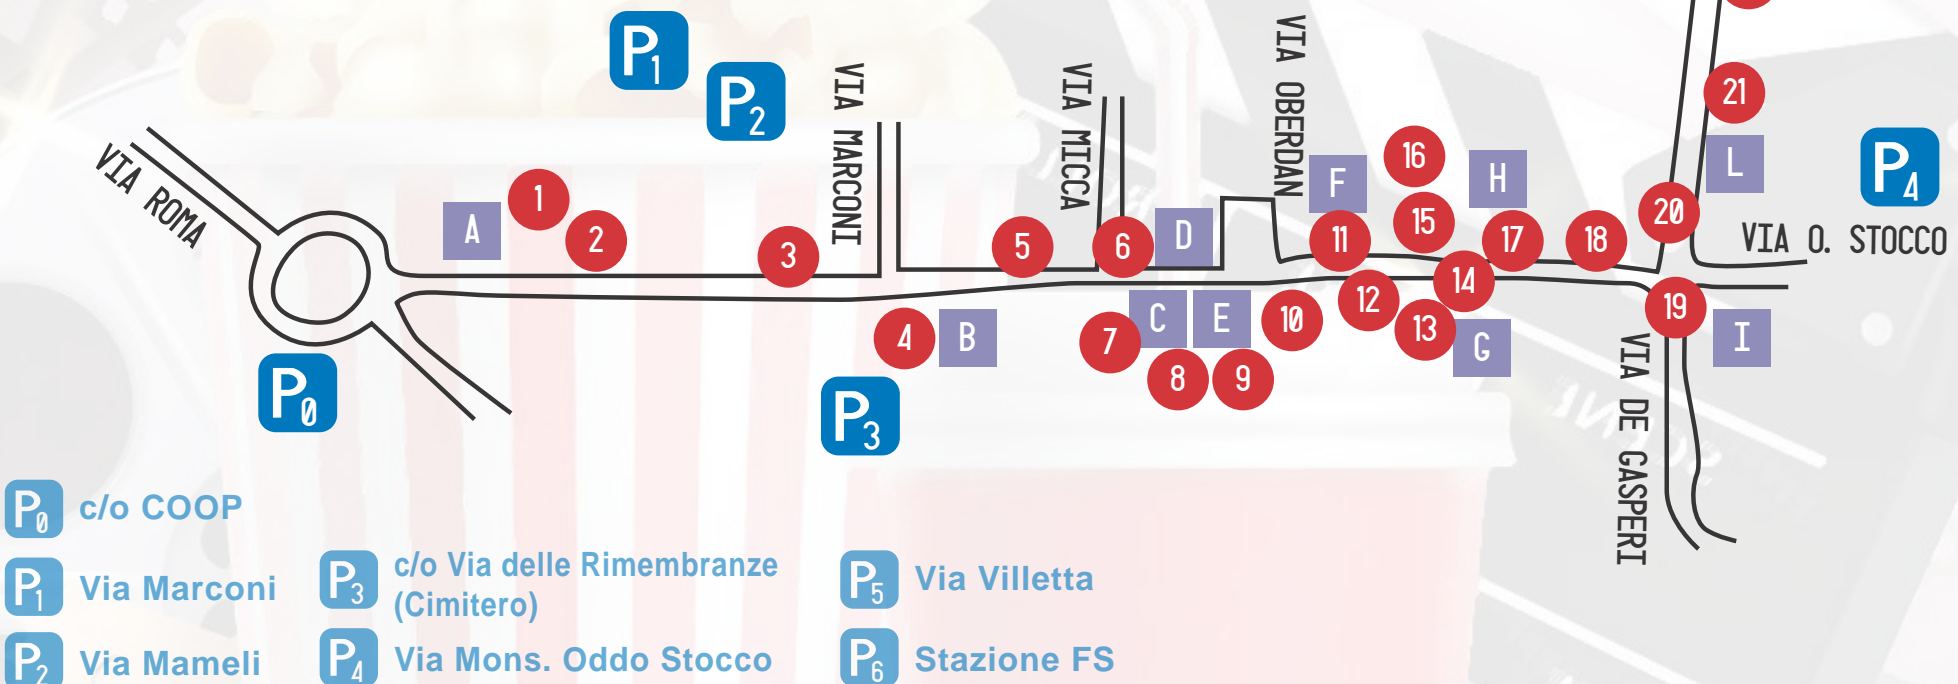 P1
P2
VIA MARCONI
VIA MICCA
VIA OBERDAN
21
L
P4
VIA ROMA
A
1
2
3
5
6
D
F
11
16
15
H
17
18
20
VIA O. STOCCO
P0
4
B
P3
7
C
E
8
9
10
12
13
14
G
19
I
VIA DE GASPERI
P0 c/o COOP
P1 Via Marconi
P2 Via Mameli
P3 c/o Via delle Rimembranze
(Cimitero)
P4 Via Mons. Oddo Stocco
P5 Via Villetta
P6 Stazione FS